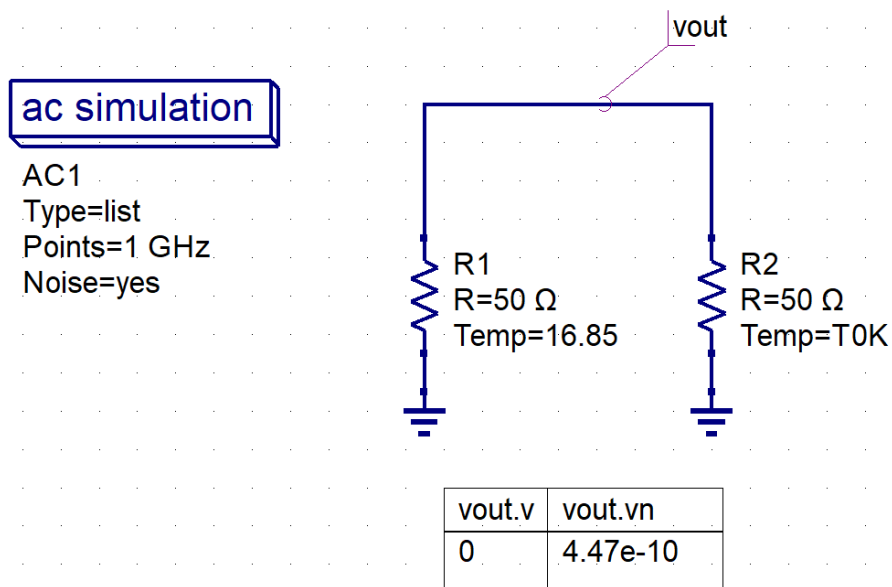 vout
ac simulation
AC1
Type=list
Points=1 GHz
Noise=yes
R1
R=50 Ω
Temp=16.85
R2
R=50 Ω
Temp=T0K
vout.v vout.vn
0 4.47e-10